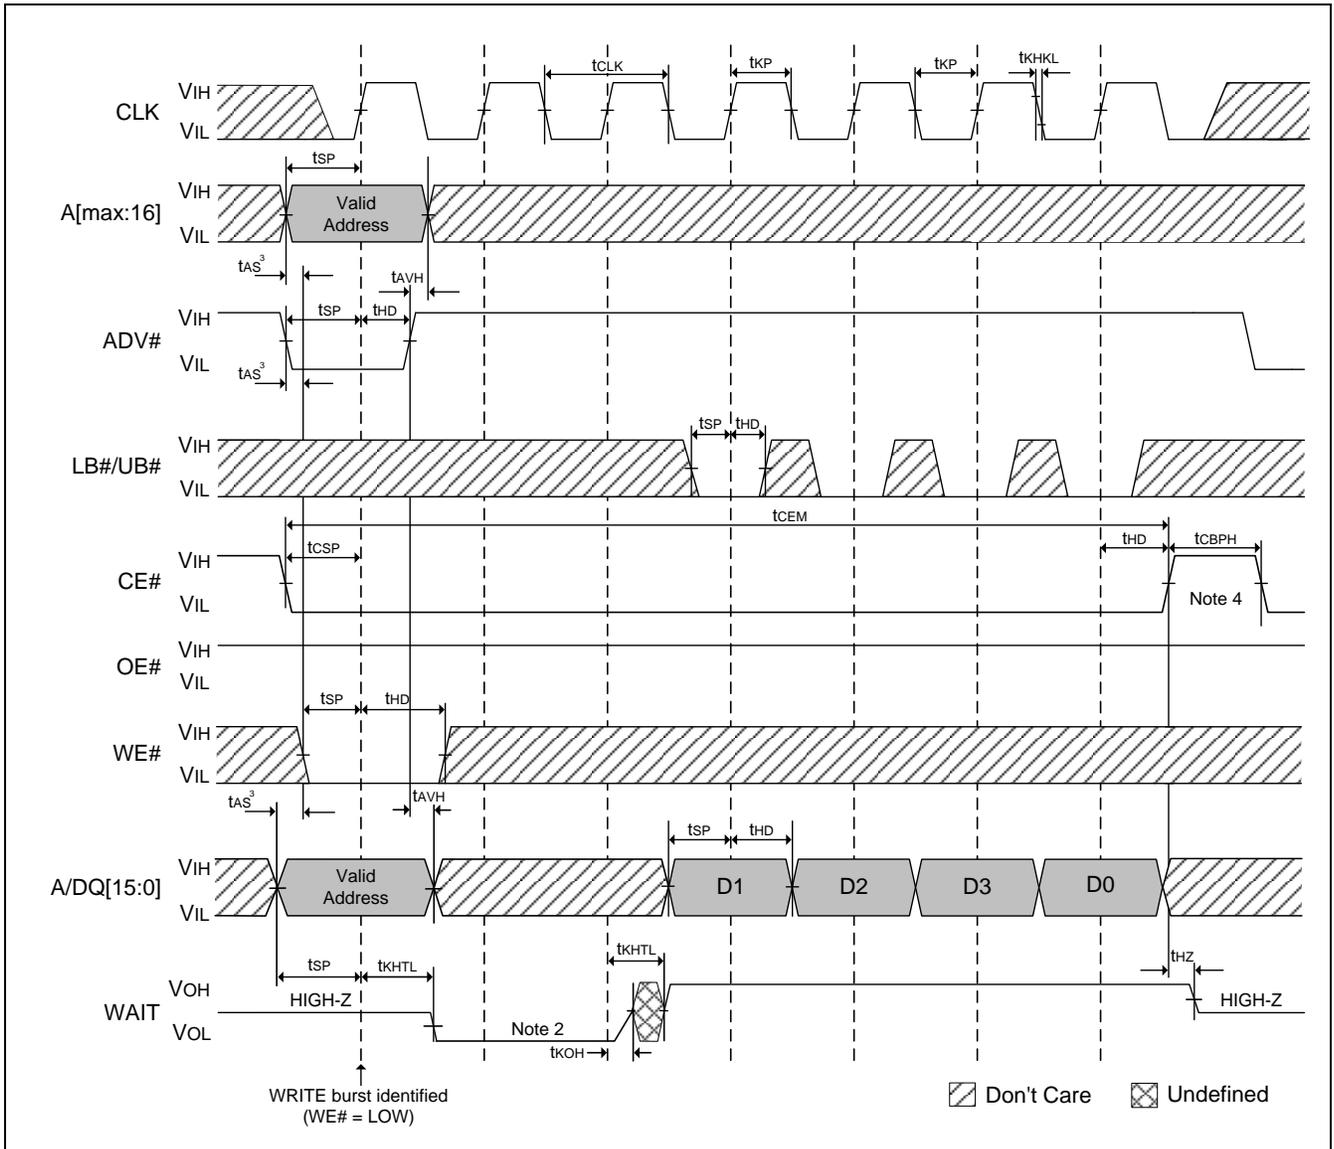 tCLK tKP tKP tKHKL
VIH
CLK
VIL
tSP
VIH
A[max:16]
Valid
Address
VIL
tAS3
tAVH
VIH
tSP tHD
ADV#
VIL
tAS3
tSP tHD
VIH
LB#/UB#
VIL
tCEM
tCSP tHD tCBPH
VIH
CE#
VIL
Note 4
VIH
OE#
VIL
tSP tHD
VIH
WE#
VIL
tAS3 tAVH
tSP tHD
VIH
A/DQ[15:0]
Valid
Address
D1 D2 D3 D0
VIL
tSP tKHTL tKHTL tHZ
VOH
HIGH-Z HIGH-Z
WAIT
VOL
Note 2
tKOH
WRITE burst identified
(WE# = LOW)
Don't Care Undefined